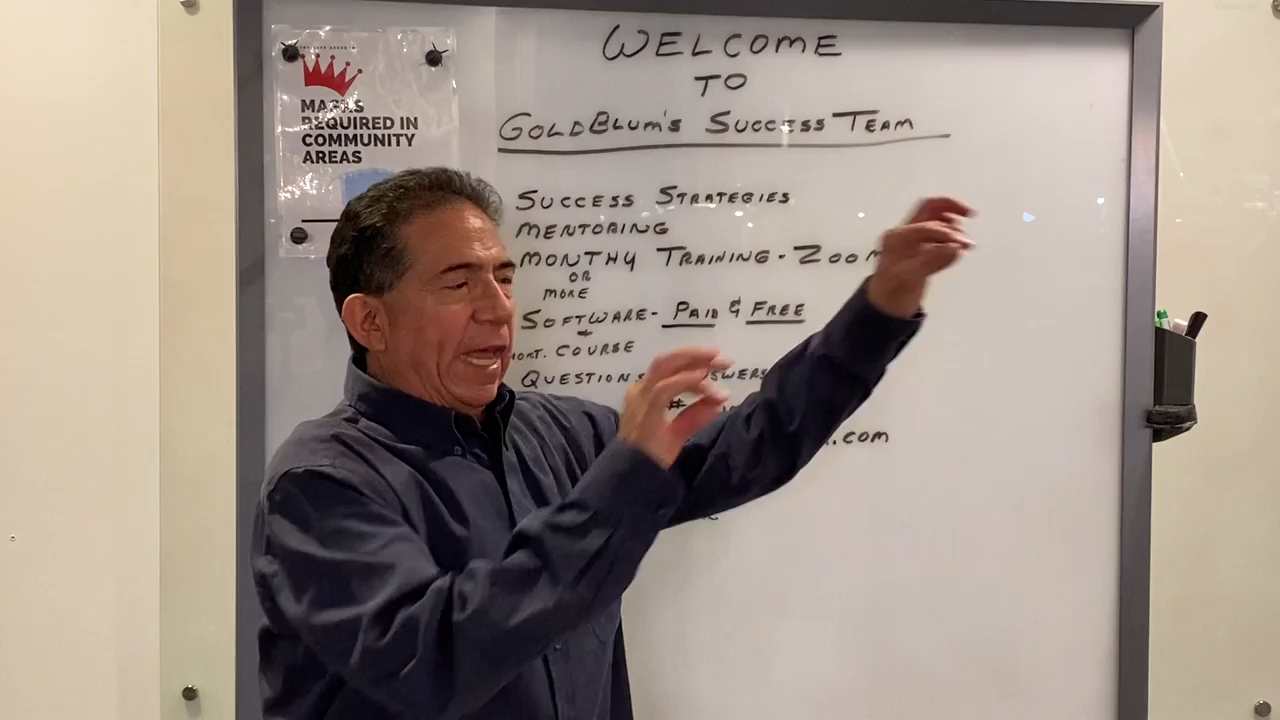 MASKS
REQUIRED IN
COMMUNITY
AREAS
WELCOME
TO
GOLDBLUM'S SUCCESS TEAM
SUCCESS STRATEGIES
MENTORING
MONTHY TRAINING - ZOOM
OR
MORE
SOFTWARE - PAID & FREE
+
COURSE
QUESTIONS
#
.COM